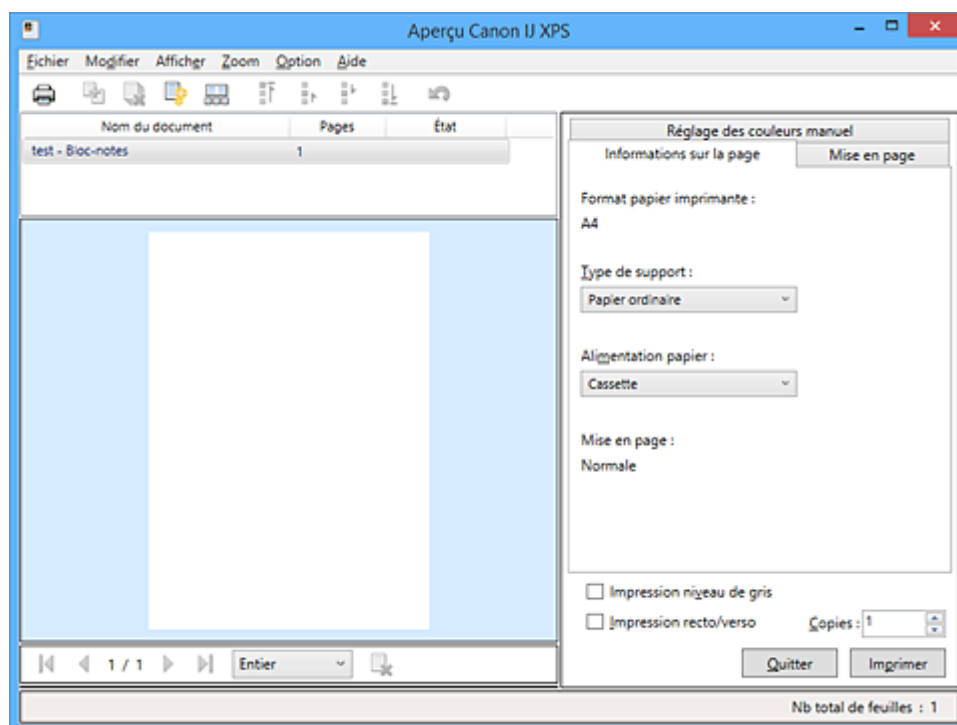 Aperçu Canon IJ XPS
Fichier Modifier Afficher Zoom Option Aide
Nom du document Pages État
test - Bloc-notes 1
Réglage des couleurs manuel
Informations sur la page Mise en page
Format papier imprimante :
A4
Type de support :
Papier ordinaire
Alimentation papier :
Cassette
Mise en page :
Normale
Impression niveau de gris
Impression recto/verso Copies : 1
1 / 1 Entier
Quitter Imprimer
Nb total de feuilles : 1